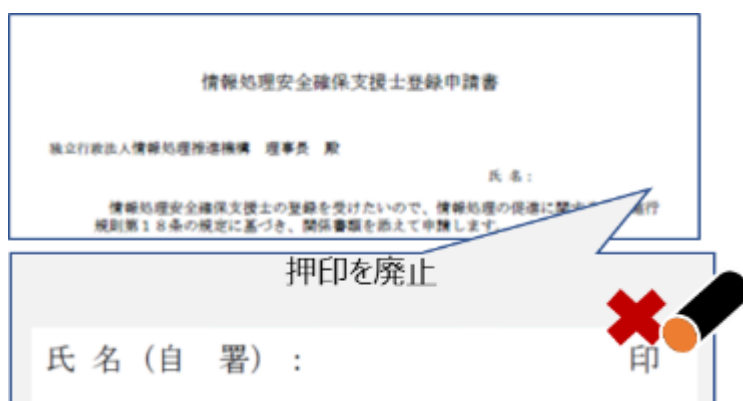 情報処理安全確保支援士登録申請書
独立行政法人情報処理推進機構 理事長 殿
氏 名：
情報処理安全確保支援士の登録を受けたいので、情報処理の促進に関す 施行
規則第１８条の規定に基づき、関係書類を添えて申請します
押印を廃止
氏 名（自 署）： 印